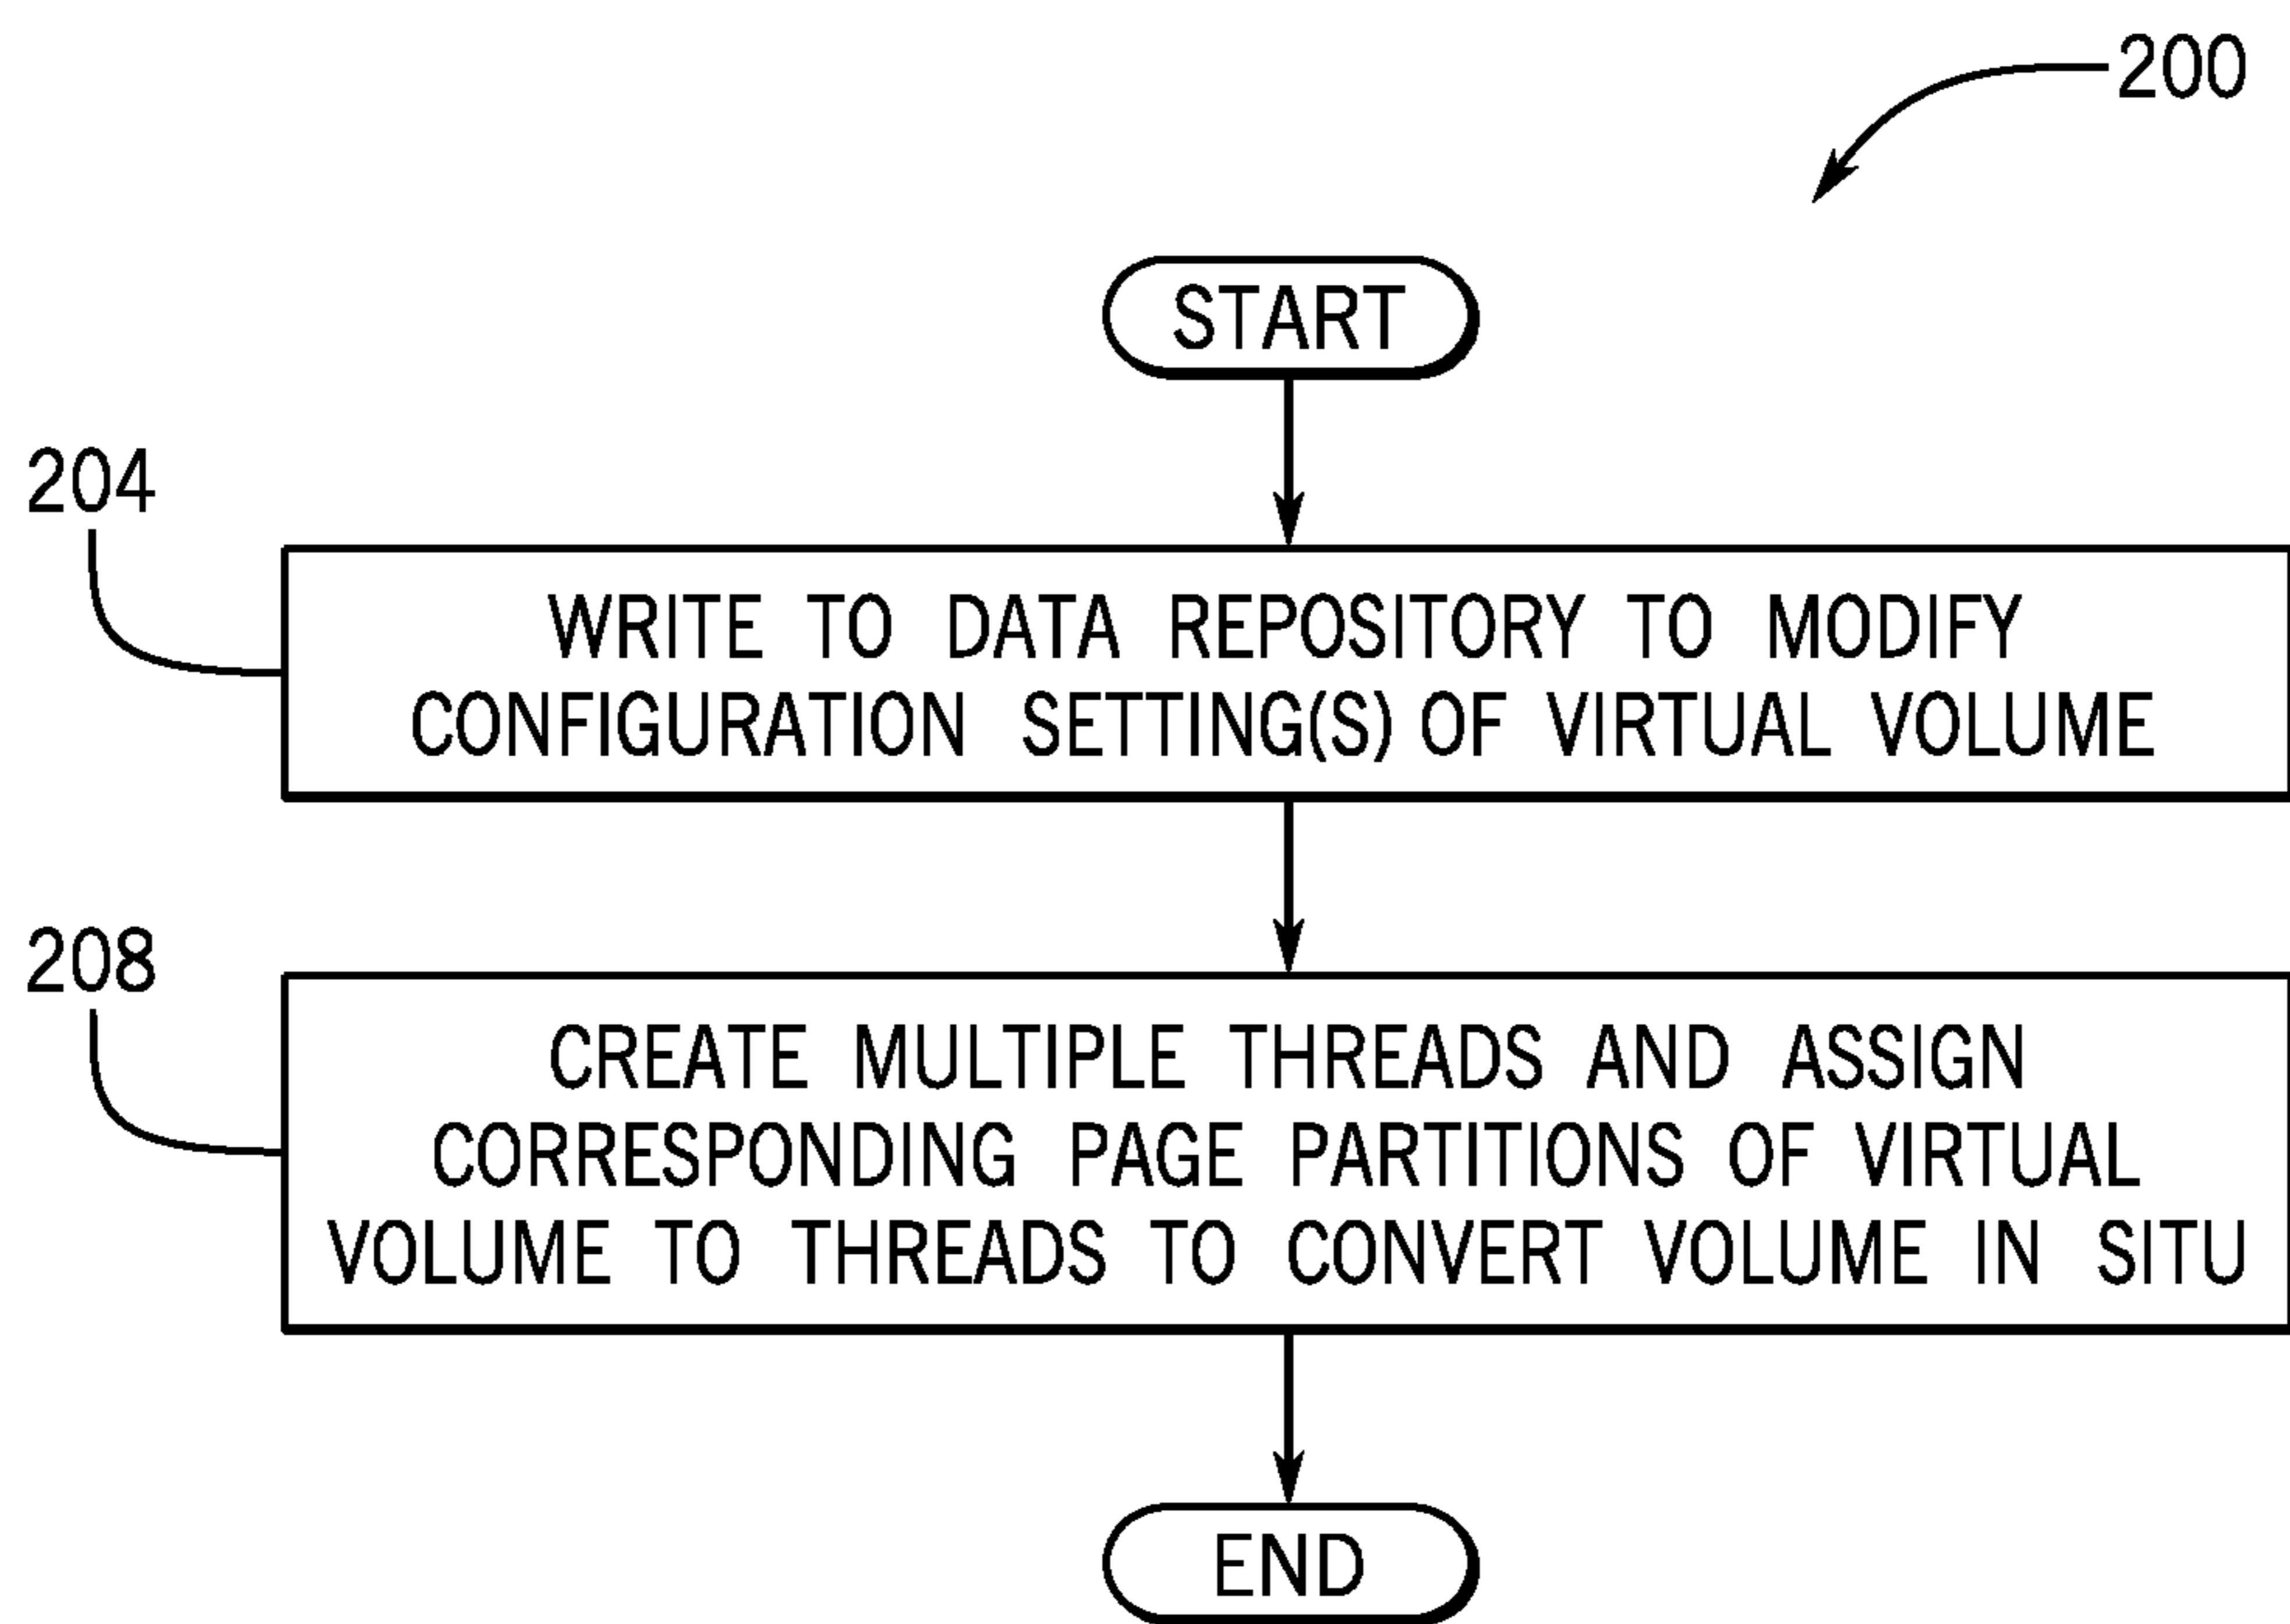 200
START
204
WRITE TO DATA REPOSITORY TO MODIFY
CONFIGURATION SETTING(S) OF VIRTUAL VOLUME
208
CREATE MULTIPLE THREADS AND ASSIGN
CORRESPONDING PAGE PARTITIONS OF VIRTUAL
VOLUME TO THREADS TO CONVERT VOLUME IN SITU
END